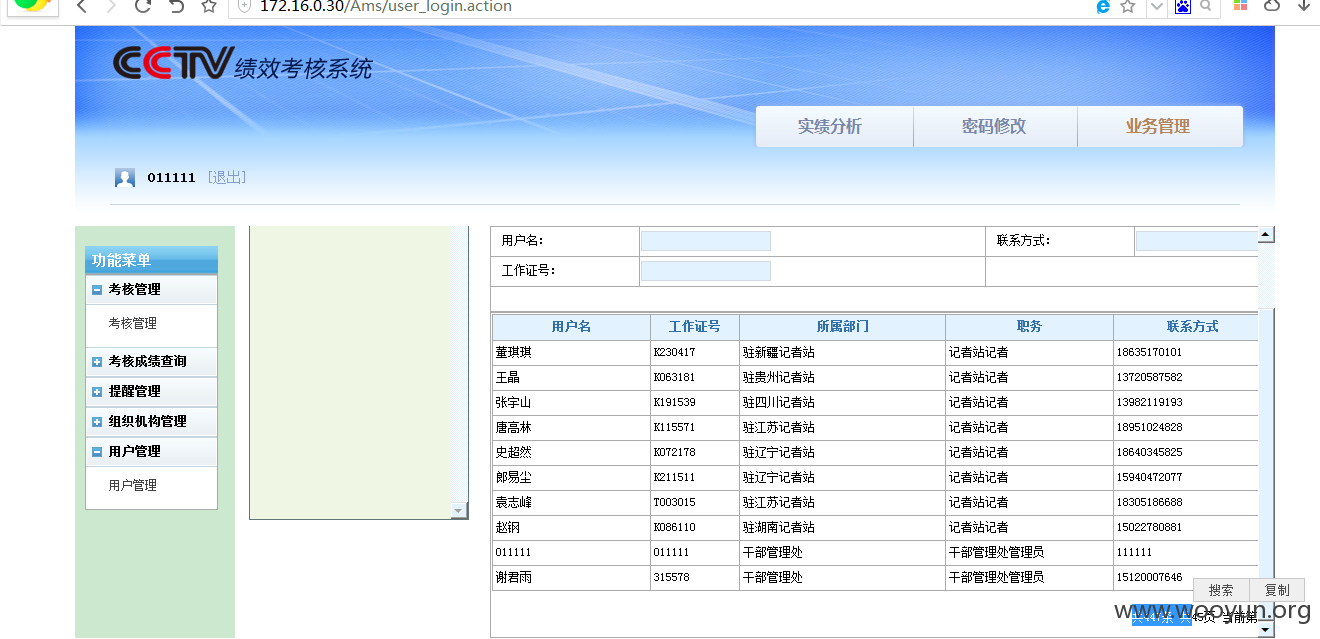 172.16.0.30/Ams/user_login.action
CCTV绩效考核系统
实绩分析 密码修改 业务管理
011111 [退出]
功能菜单
考核管理
考核管理
考核成绩查询
提醒管理
组织机构管理
用户管理
用户管理
用户名: 联系方式:
工作证号:
用户名 工作证号 所属部门 职务 联系方式
董琪琪 K230417 驻新疆记者站 记者站记者 18635170101
王晶 K063181 驻贵州记者站 记者站记者 13720587582
张宇山 K191539 驻四川记者站 记者站记者 13982119193
唐高林 K115571 驻江苏记者站 记者站记者 18951024828
史超然 K072178 驻辽宁记者站 记者站记者 18640345825
郎易尘 K211511 驻辽宁记者站 记者站记者 15940472077
袁志峰 T003015 驻江苏记者站 记者站记者 18305186688
赵钢 K086110 驻湖南记者站 记者站记者 15022780881
011111 011111 干部管理处 干部管理处管理员 111111
谢君雨 315578 干部管理处 干部管理处管理员 15120007646
搜索 复制
www.wooyun.org
共45页 当前第